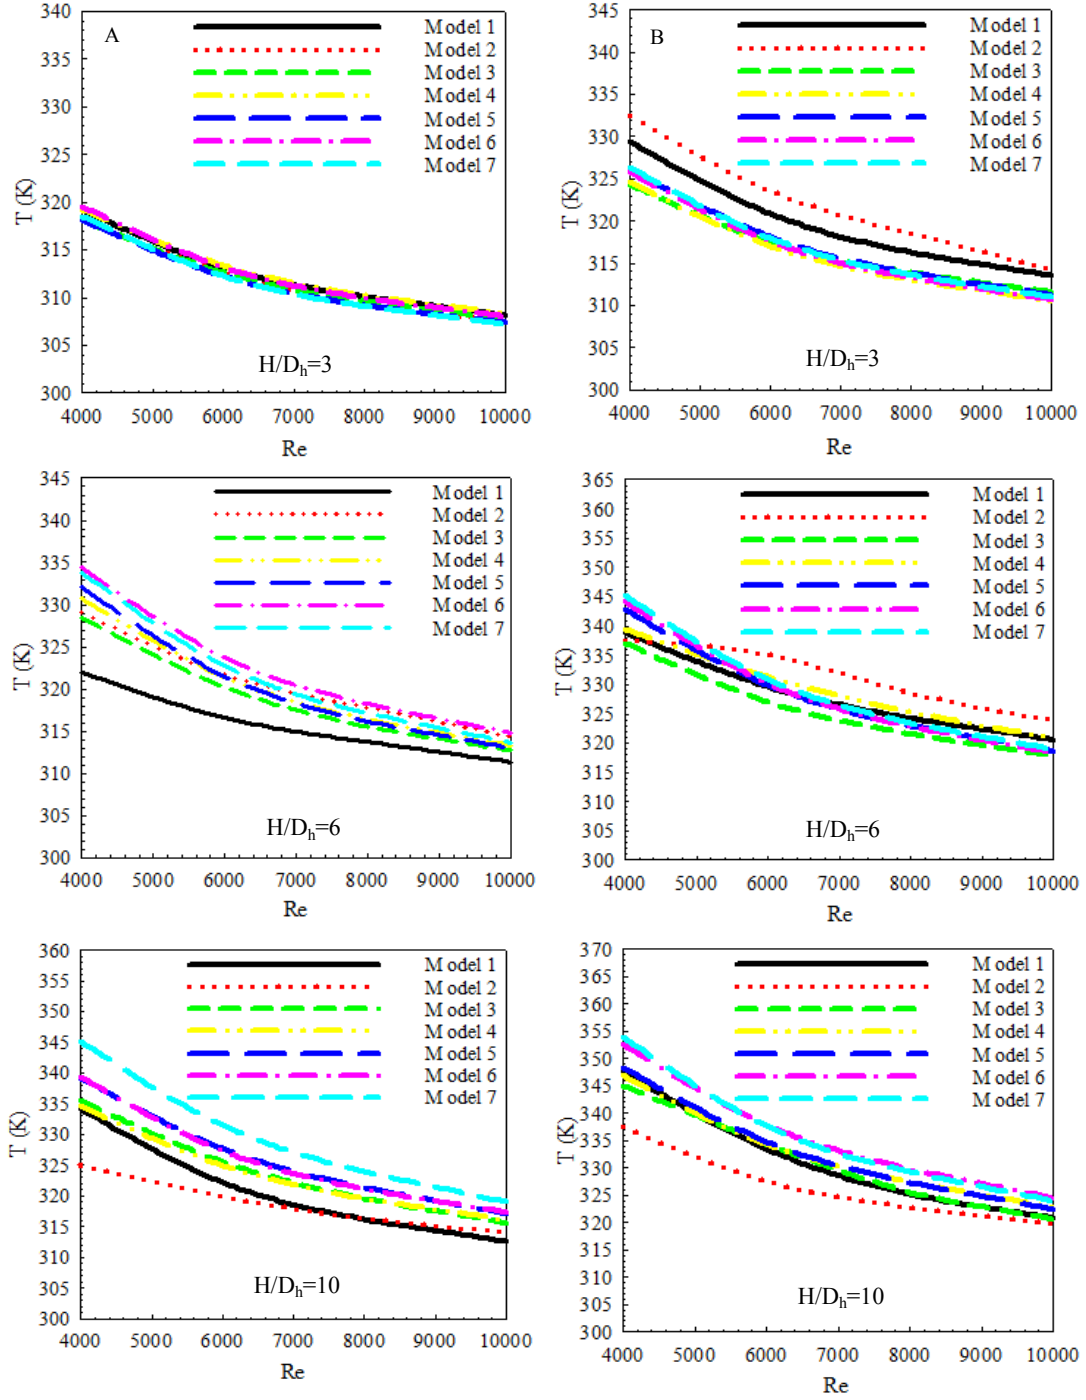 A
340
335
330
325
320
315
310
305
300
T (K)
Model 1
Model 2
Model 3
Model 4
Model 5
Model 6
Model 7
H/Dh=3
4000 5000 6000 7000 8000 9000 10000
Re
B
345
340
335
330
325
320
315
310
305
300
T (K)
Model 1
Model 2
Model 3
Model 4
Model 5
Model 6
Model 7
H/Dh=3
4000 5000 6000 7000 8000 9000 10000
Re
345
340
335
330
325
320
315
310
305
300
T (K)
Model 1
Model 2
Model 3
Model 4
Model 5
Model 6
Model 7
H/Dh=6
4000 5000 6000 7000 8000 9000 10000
Re
365
360
355
350
345
340
335
330
325
320
315
310
305
300
T (K)
Model 1
Model 2
Model 3
Model 4
Model 5
Model 6
Model 7
H/Dh=6
4000 5000 6000 7000 8000 9000 10000
Re
360
355
350
345
340
335
330
325
320
315
310
305
300
T (K)
Model 1
Model 2
Model 3
Model 4
Model 5
Model 6
Model 7
H/Dh=10
4000 5000 6000 7000 8000 9000 10000
Re
370
365
360
355
350
345
340
335
330
325
320
315
310
305
300
T (K)
Model 1
Model 2
Model 3
Model 4
Model 5
Model 6
Model 7
H/Dh=10
4000 5000 6000 7000 8000 9000 10000
Re